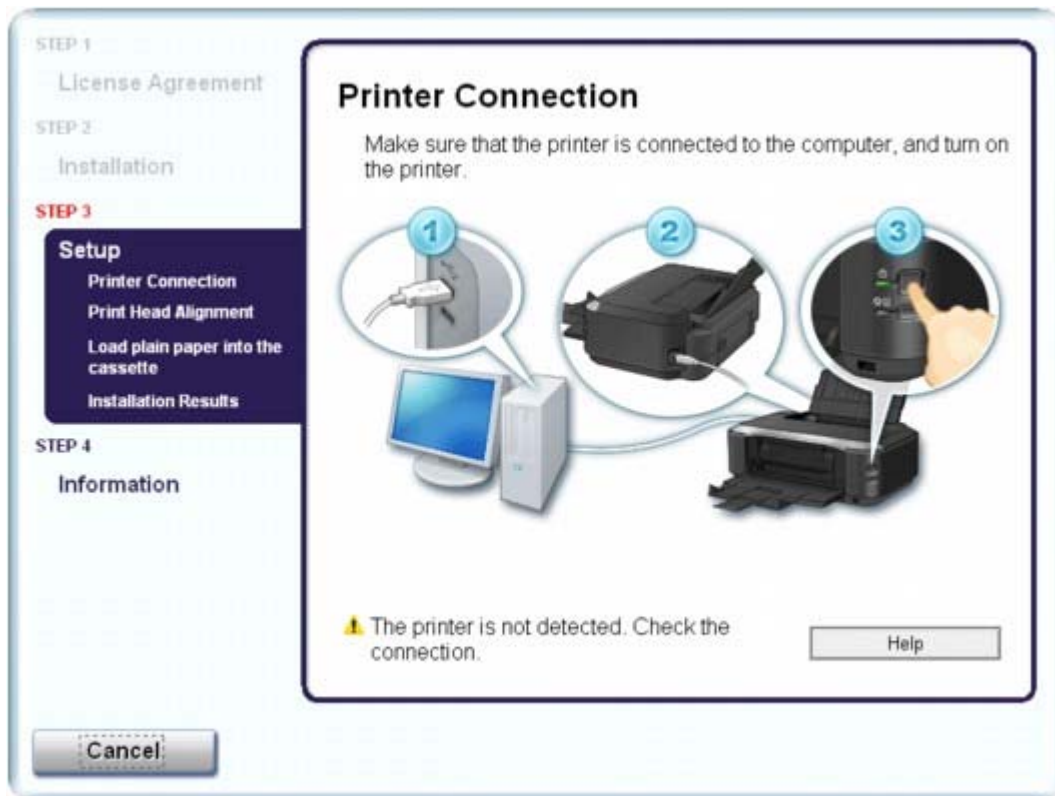 STEP 1
License Agreement
STEP 2
Installation
STEP 3
Setup
Printer Connection
Print Head Alignment
Load plain paper into the
cassette
Installation Results
STEP 4
Information
Printer Connection
Make sure that the printer is connected to the computer, and turn on
the printer.
1
2
3
The printer is not detected. Check the
connection.
Help
Cancel